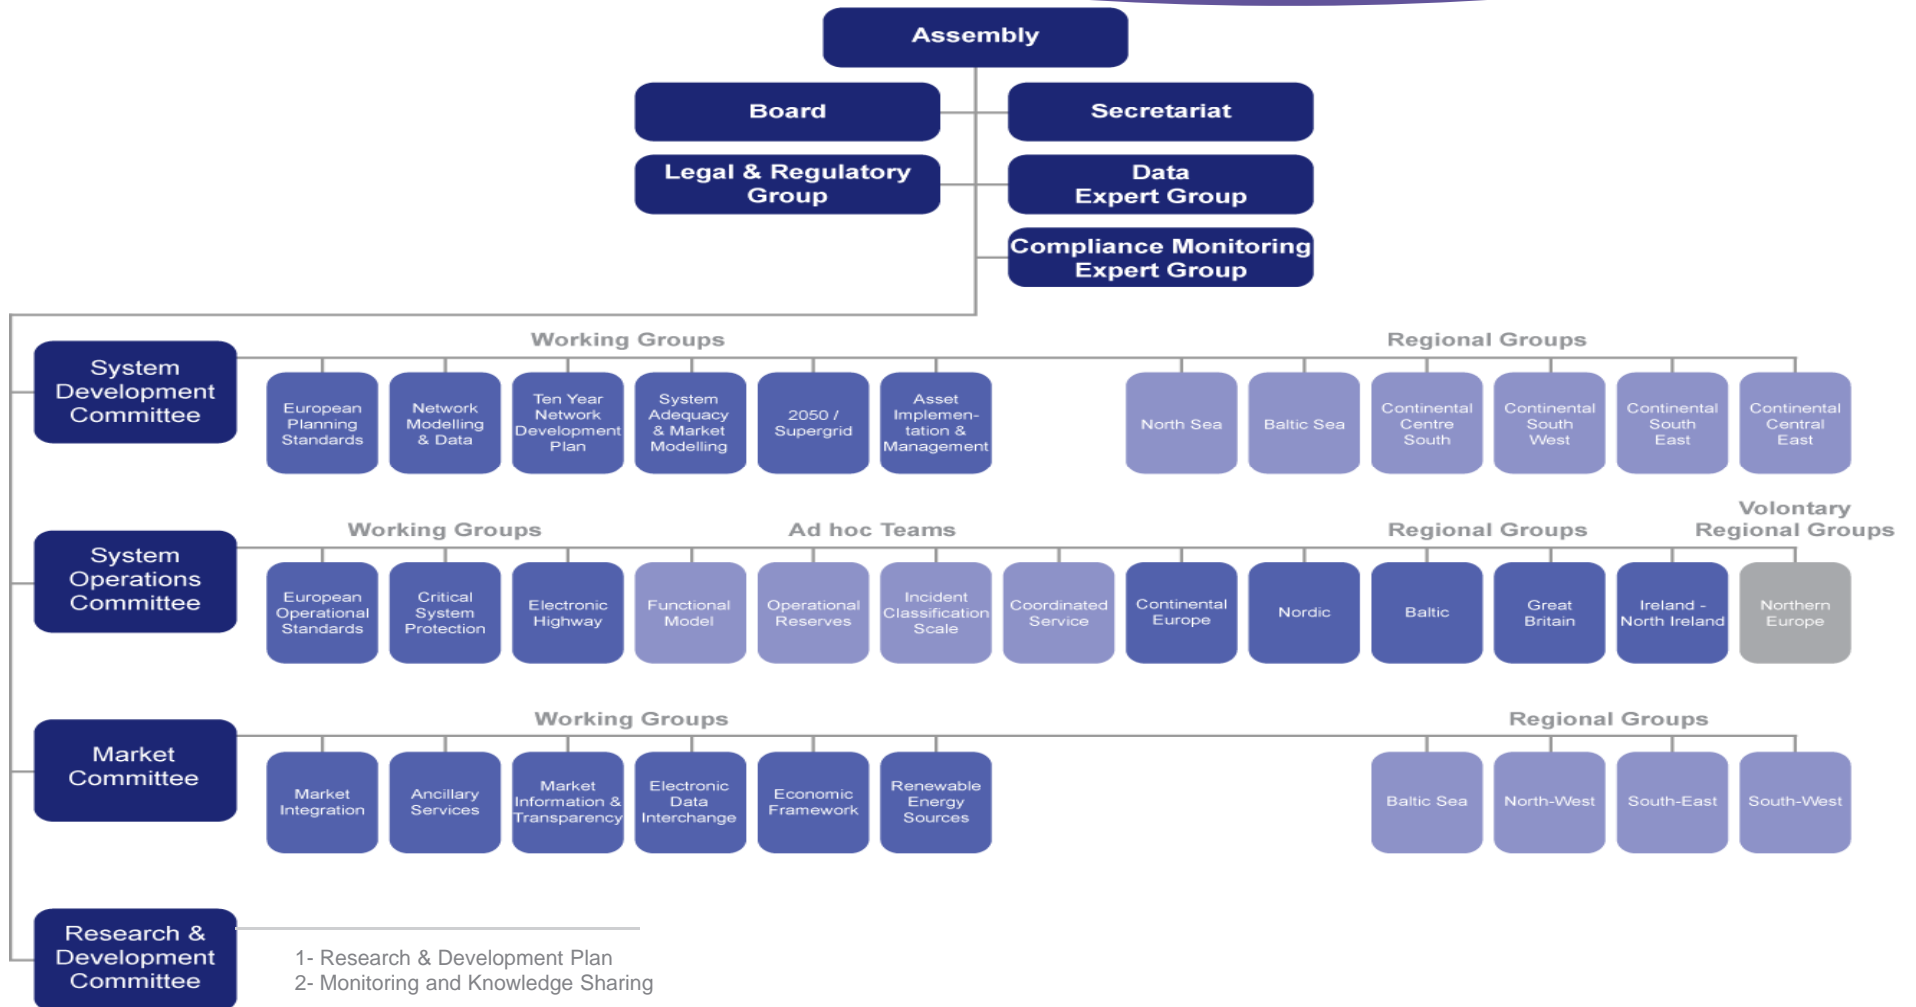 Assembly
Board
Secretariat
Legal & Regulatory
Group
Data
Expert Group
Compliance Monitoring
Expert Group
System
Development
Committee
Working Groups
European
Planning
Standards
Network
Modelling
& Data
Ten Year
Network
Development
Plan
System
Adequacy
& Market
Modelling
2050 /
Supergrid
Asset
Implemen-
tation &
Management
Regional Groups
North Sea
Baltic Sea
Continental
Centre
South
Continental
South
West
Continental
South
East
Continental
Central
East
System
Operations
Committee
Working Groups
European
Operational
Standards
Critical
System
Protection
Electronic
Highway
Ad hoc Teams
Functional
Model
Operational
Reserves
Incident
Classification
Scale
Coordinated
Service
Regional Groups
Continental
Europe
Nordic
Baltic
Great
Britain
Ireland -
North Ireland
Volontary
Regional Groups
Northern
Europe
Market
Committee
Working Groups
Market
Integration
Ancillary
Services
Market
Information &
Transparency
Electronic
Data
Interchange
Economic
Framework
Renewable
Energy
Sources
Regional Groups
Baltic Sea
North-West
South-East
South-West
Research &
Development
Committee
1- Research & Development Plan
2- Monitoring and Knowledge Sharing